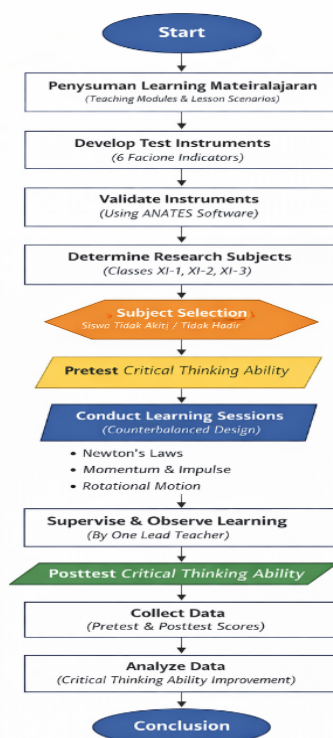 Start
Penysuman Learning Mateiralajaran
(Teaching Modules & Lesson Scenarios)
Develop Test Instruments
(6 Facione Indicators)
Validate Instruments
(Using ANATES Software)
Determine Research Subjects
(Classes XI-1, XI-2, XI-3)
Subject Selection
Siswa Tidak Akitj / Tidak Hadir
Pretest Critical Thinking Ability
Conduct Learning Sessions
(Counterbalanced Design)
• Newton's Laws
• Momentum & Impulse
• Rotational Motion
Supervise & Observe Learning
(By One Lead Teacher)
Posttest Critical Thinking Ability
Collect Data
(Pretest & Posttest Scores)
Analyze Data
(Critical Thinking Ability Improvement)
Conclusion